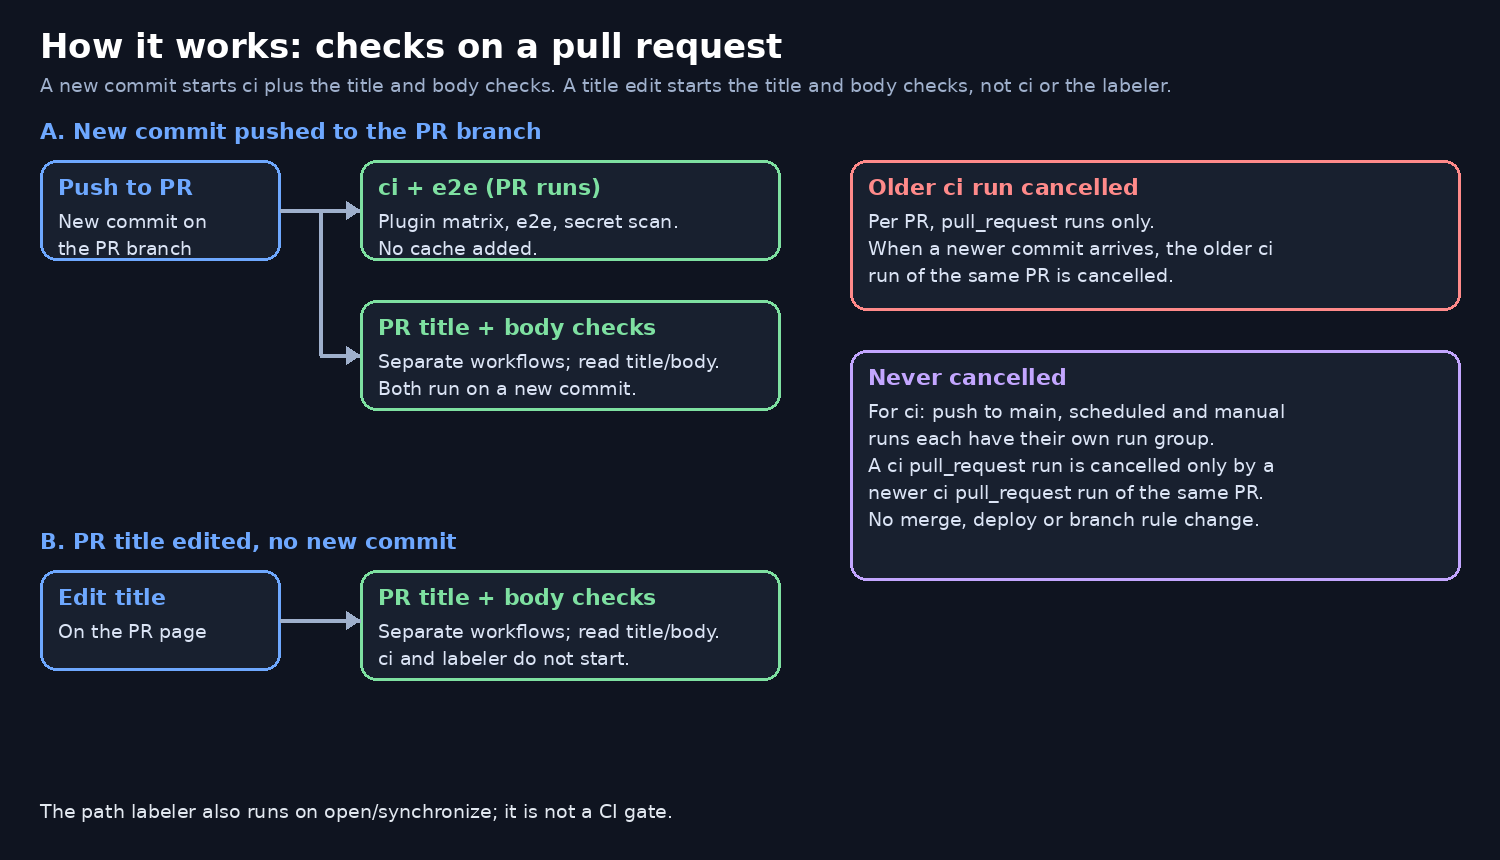 How it works: checks on a pull request
A new commit starts ci plus the title and body checks. A title edit starts the title and body checks, not ci or the labeler.
A. New commit pushed to the PR branch
Push to PR
New commit on
the PR branch
ci + e2e (PR runs)
Plugin matrix, e2e, secret scan.
No cache added.
PR title + body checks
Separate workflows; read title/body.
Both run on a new commit.
Older ci run cancelled
Per PR, pull_request runs only.
When a newer commit arrives, the older ci
run of the same PR is cancelled.
Never cancelled
For ci: push to main, scheduled and manual
runs each have their own run group.
A ci pull_request run is cancelled only by a
newer ci pull_request run of the same PR.
No merge, deploy or branch rule change.
B. PR title edited, no new commit
Edit title
On the PR page
PR title + body checks
Separate workflows; read title/body.
ci and labeler do not start.
The path labeler also runs on open/synchronize; it is not a CI gate.